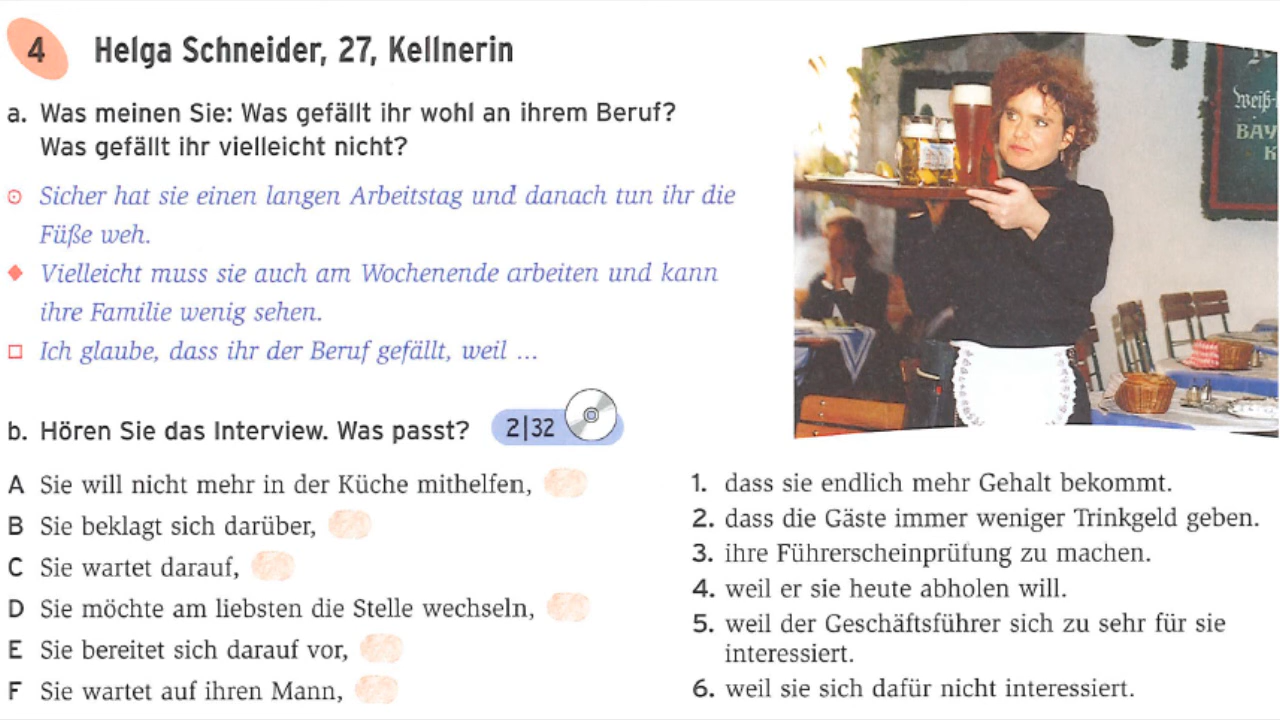 4 Helga Schneider, 27, Kellnerin
a. Was meinen Sie: Was gefällt ihr wohl an ihrem Beruf?
Was gefällt ihr vielleicht nicht?
Sicher hat sie einen langen Arbeitstag und danach tun ihr die
Füße weh.
Vielleicht muss sie auch am Wochenende arbeiten und kann
ihre Familie wenig sehen.
Ich glaube, dass ihr der Beruf gefällt, weil ...
b. Hören Sie das Interview. Was passt? 2|32
A Sie will nicht mehr in der Küche mithelfen,
B Sie beklagt sich darüber,
C Sie wartet darauf,
D Sie möchte am liebsten die Stelle wechseln,
E Sie bereitet sich darauf vor,
F Sie wartet auf ihren Mann,
1. dass sie endlich mehr Gehalt bekommt.
2. dass die Gäste immer weniger Trinkgeld geben.
3. ihre Führerscheinprüfung zu machen.
4. weil er sie heute abholen will.
5. weil der Geschäftsführer sich zu sehr für sie
interessiert.
6. weil sie sich dafür nicht interessiert.
Weiß-
BAY
K